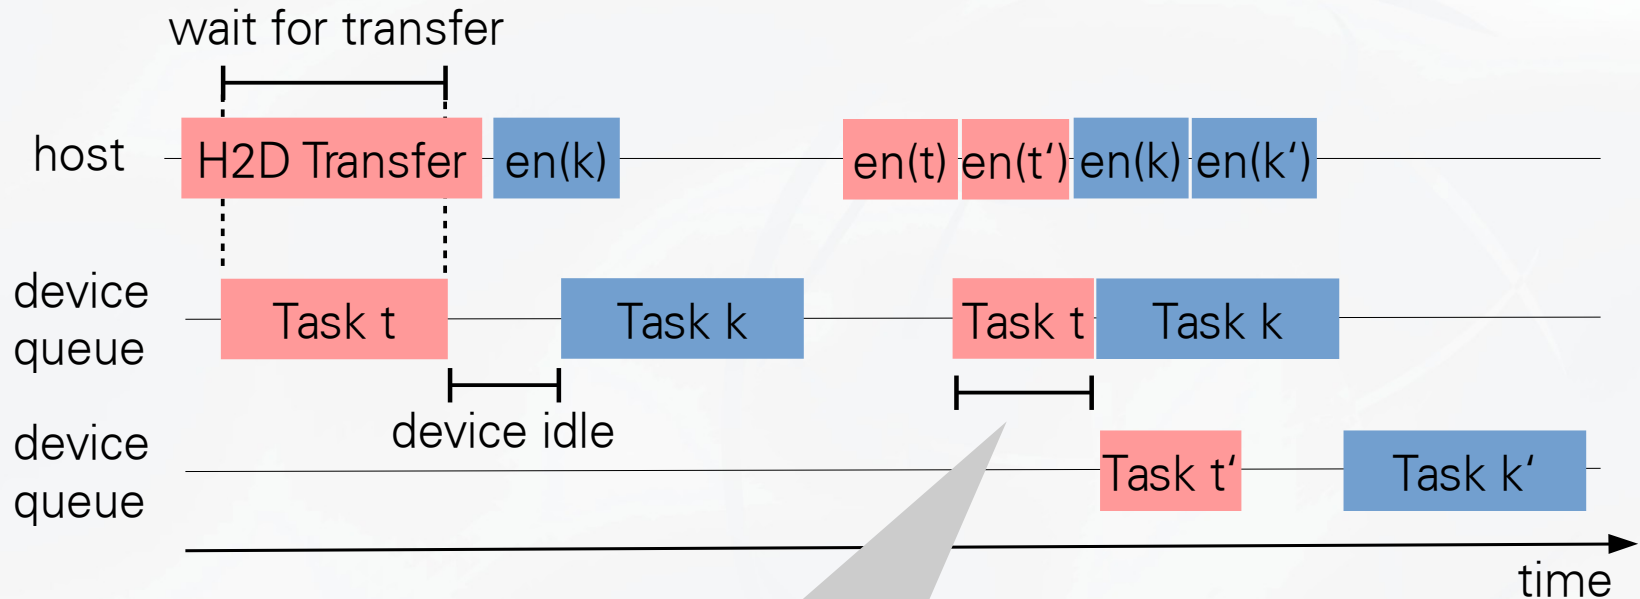 wait for transfer
host
H2D Transfer
en(k)
en(t)
en(t‘)
en(k)
en(k‘)
device
queue
Task t
Task k
Task t
Task k
device idle
device
queue
Task t‘
Task k‘
time